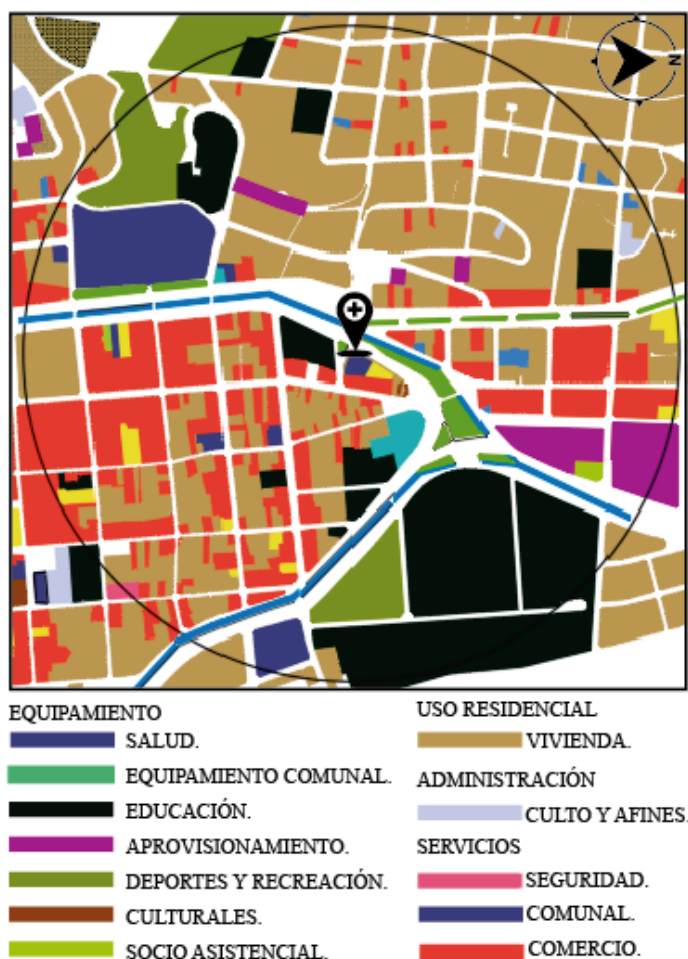 N
EQUIPAMIENTO
SALUD.
EQUIPAMIENTO COMUNAL.
EDUCACIÓN.
APROVISIONAMIENTO.
DEPORTES Y RECREACIÓN.
CULTURALES.
SOCIO ASISTENCIAL.
USO RESIDENCIAL
VIVIENDA.
ADMINISTRACIÓN
CULTO Y AFINES.
SERVICIOS
SEGURIDAD.
COMUNAL.
COMERCIO.